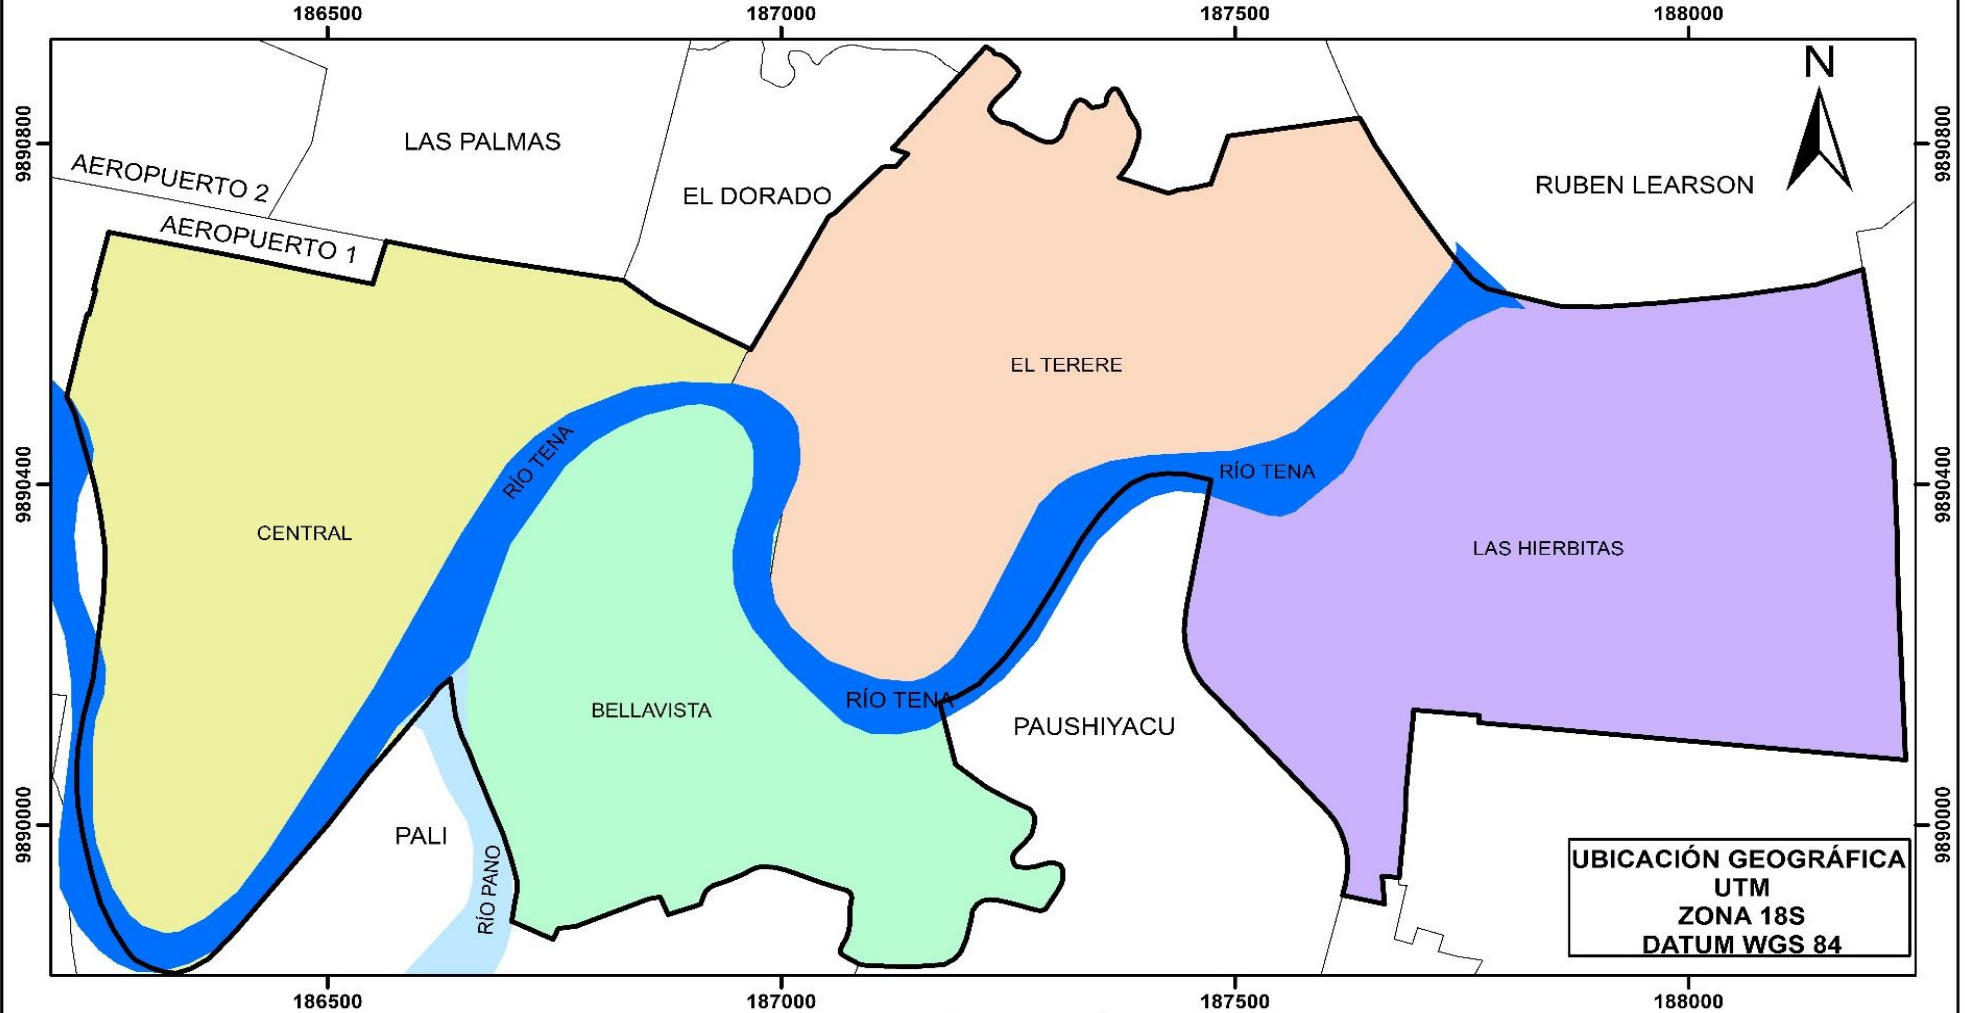 186500
187000
187500
188000
N
9890800
9890800
LAS PALMAS
AEROPUERTO 2
EL DORADO
RUBEN LEARSON
AEROPUERTO 1
EL TERERE
RÍO TENA
RÍO TENA
9890400
9890400
CENTRAL
LAS HIERBITAS
RÍO TENA
BELLAVISTA
PAUSHIYACU
PALI
RÍO PANO
9890000
9890000
UBICACIÓN GEOGRÁFICA
UTM
ZONA 18S
DATUM WGS 84
186500
187000
187500
188000